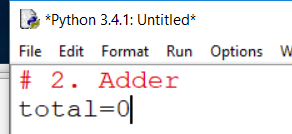 *Python 3.4.1: Untitled*
File Edit Format Run Options W
# 2. Adder
total=0